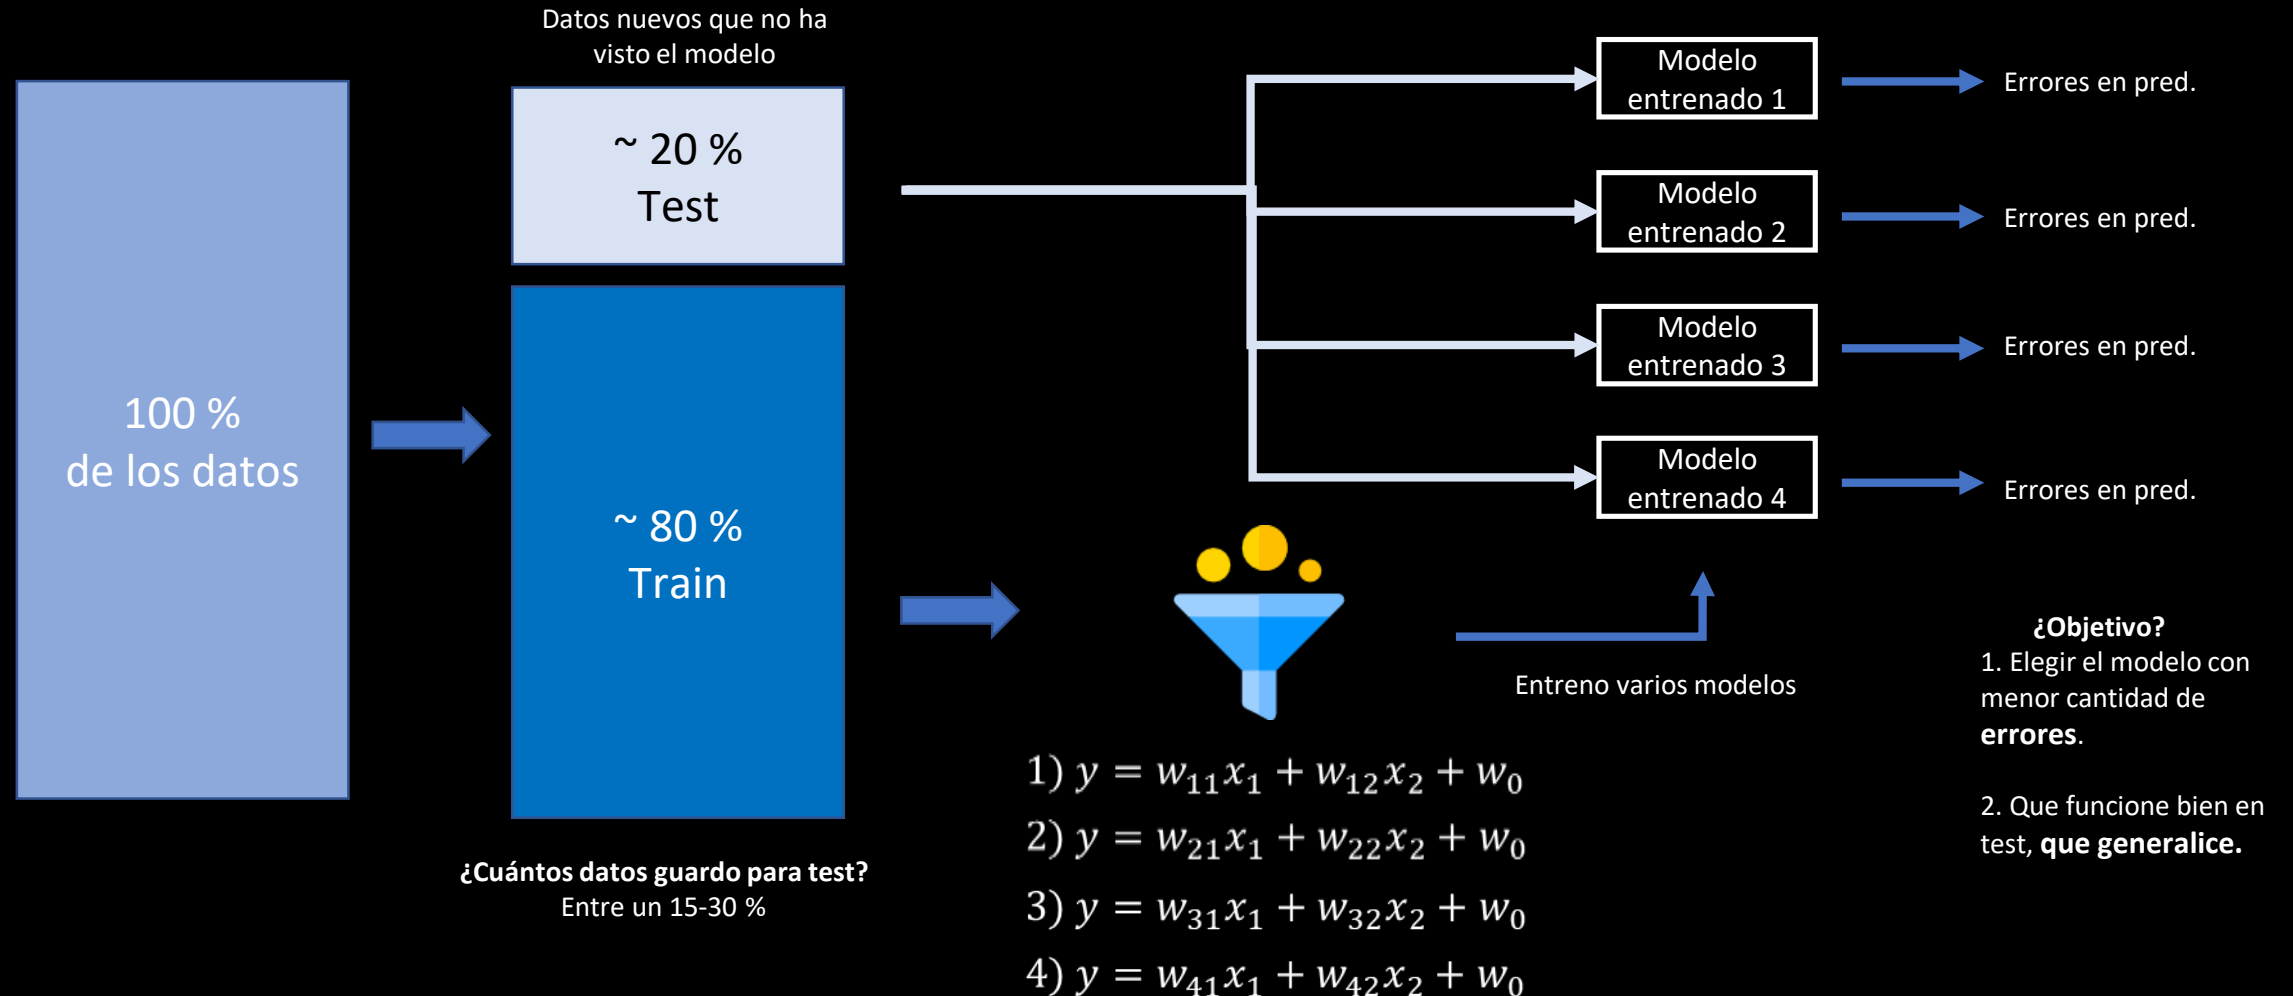 Datos nuevos que no ha
visto el modelo
100 %
de los datos
~ 20 %
Test
~ 80 %
Train
¿Cuántos datos guardo para test?
Entre un 15-30 %
Modelo
entrenado 1
Errores en pred.
Modelo
entrenado 2
Errores en pred.
Modelo
entrenado 3
Errores en pred.
Modelo
entrenado 4
Errores en pred.
Entreno varios modelos
1) y = w₁₁x₁ + w₁₂x₂ + w₀
2) y = w₂₁x₁ + w₂₂x₂ + w₀
3) y = w₃₁x₁ + w₃₂x₂ + w₀
4) y = w₄₁x₁ + w₄₂x₂ + w₀
¿Objetivo?
1. Elegir el modelo con
menor cantidad de
errores.
2. Que funcione bien en
test, que generalice.